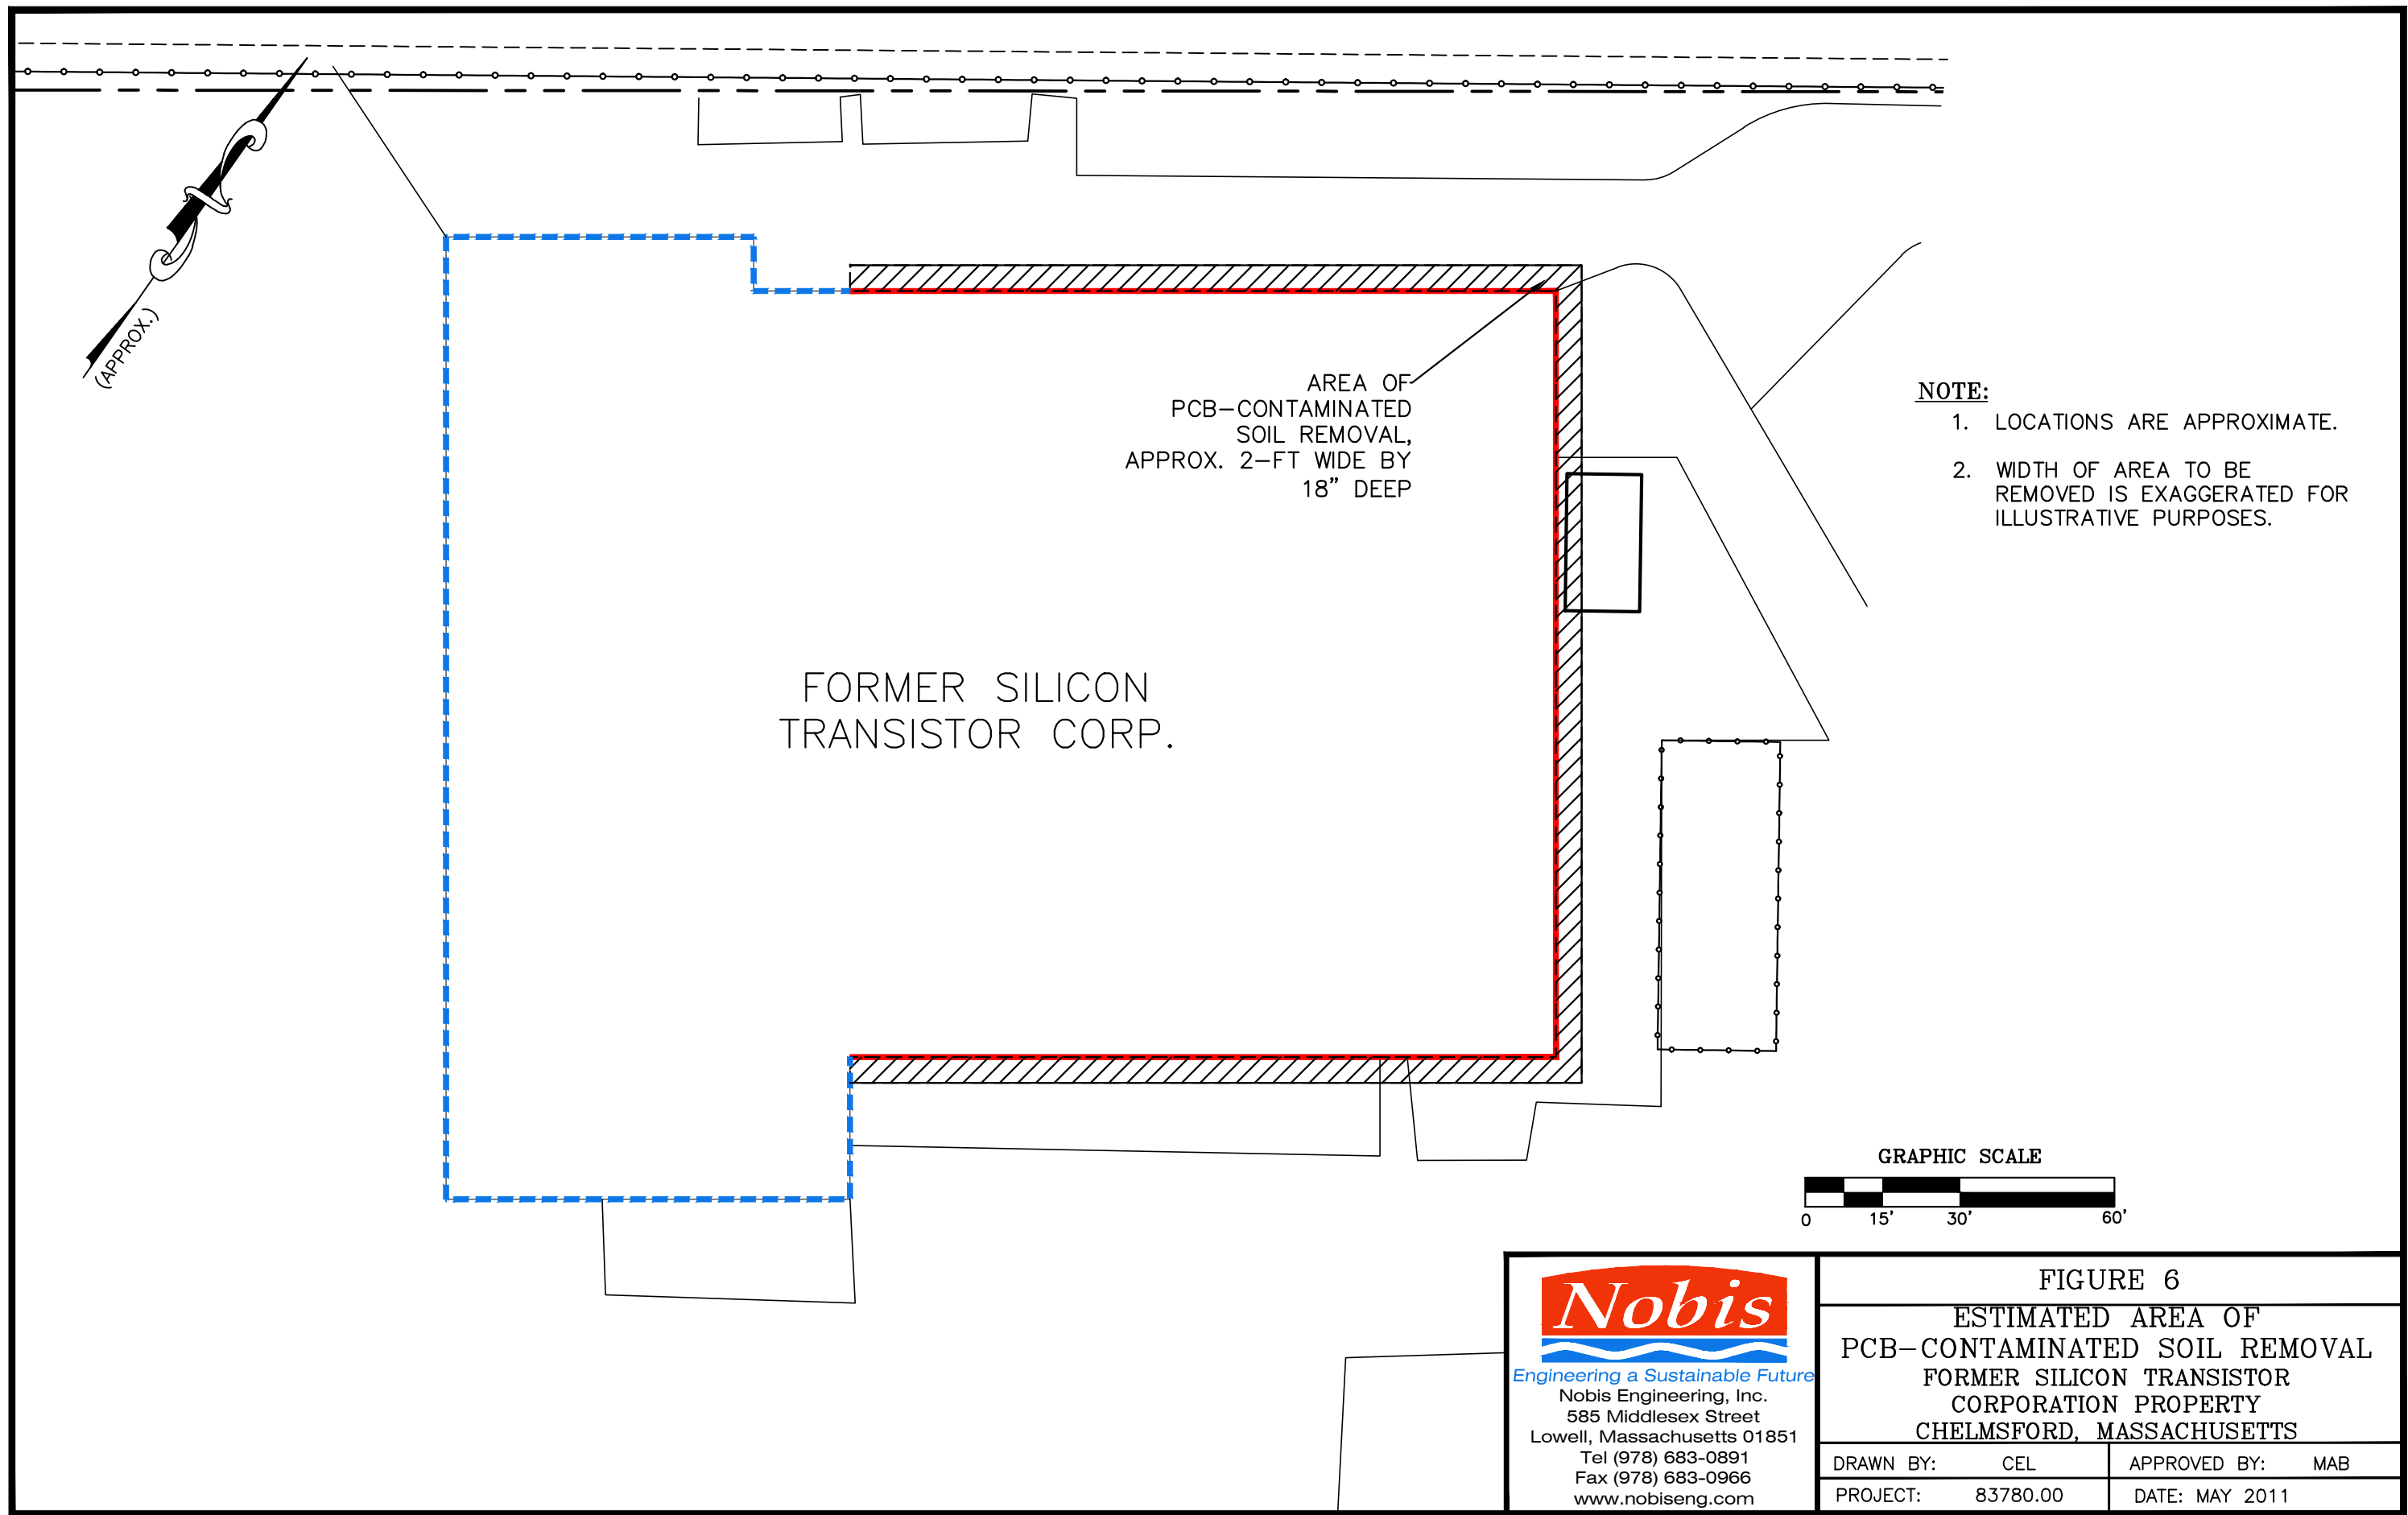 (APPROX.)
AREA OF
PCB-CONTAMINATED
SOIL REMOVAL,
APPROX. 2-FT WIDE BY
18" DEEP
NOTE:
1. LOCATIONS ARE APPROXIMATE.
2. WIDTH OF AREA TO BE
REMOVED IS EXAGGERATED FOR
ILLUSTRATIVE PURPOSES.
FORMER SILICON
TRANSISTOR CORP.
GRAPHIC SCALE
0 15' 30' 60'
Nobis
Engineering a Sustainable Future
Nobis Engineering, Inc.
585 Middlesex Street
Lowell, Massachusetts 01851
Tel (978) 683-0891
Fax (978) 683-0966
www.nobiseng.com
FIGURE 6
ESTIMATED AREA OF
PCB-CONTAMINATED SOIL REMOVAL
FORMER SILICON TRANSISTOR
CORPORATION PROPERTY
CHELMSFORD, MASSACHUSETTS
DRAWN BY: CEL APPROVED BY: MAB
PROJECT: 83780.00 DATE: MAY 2011